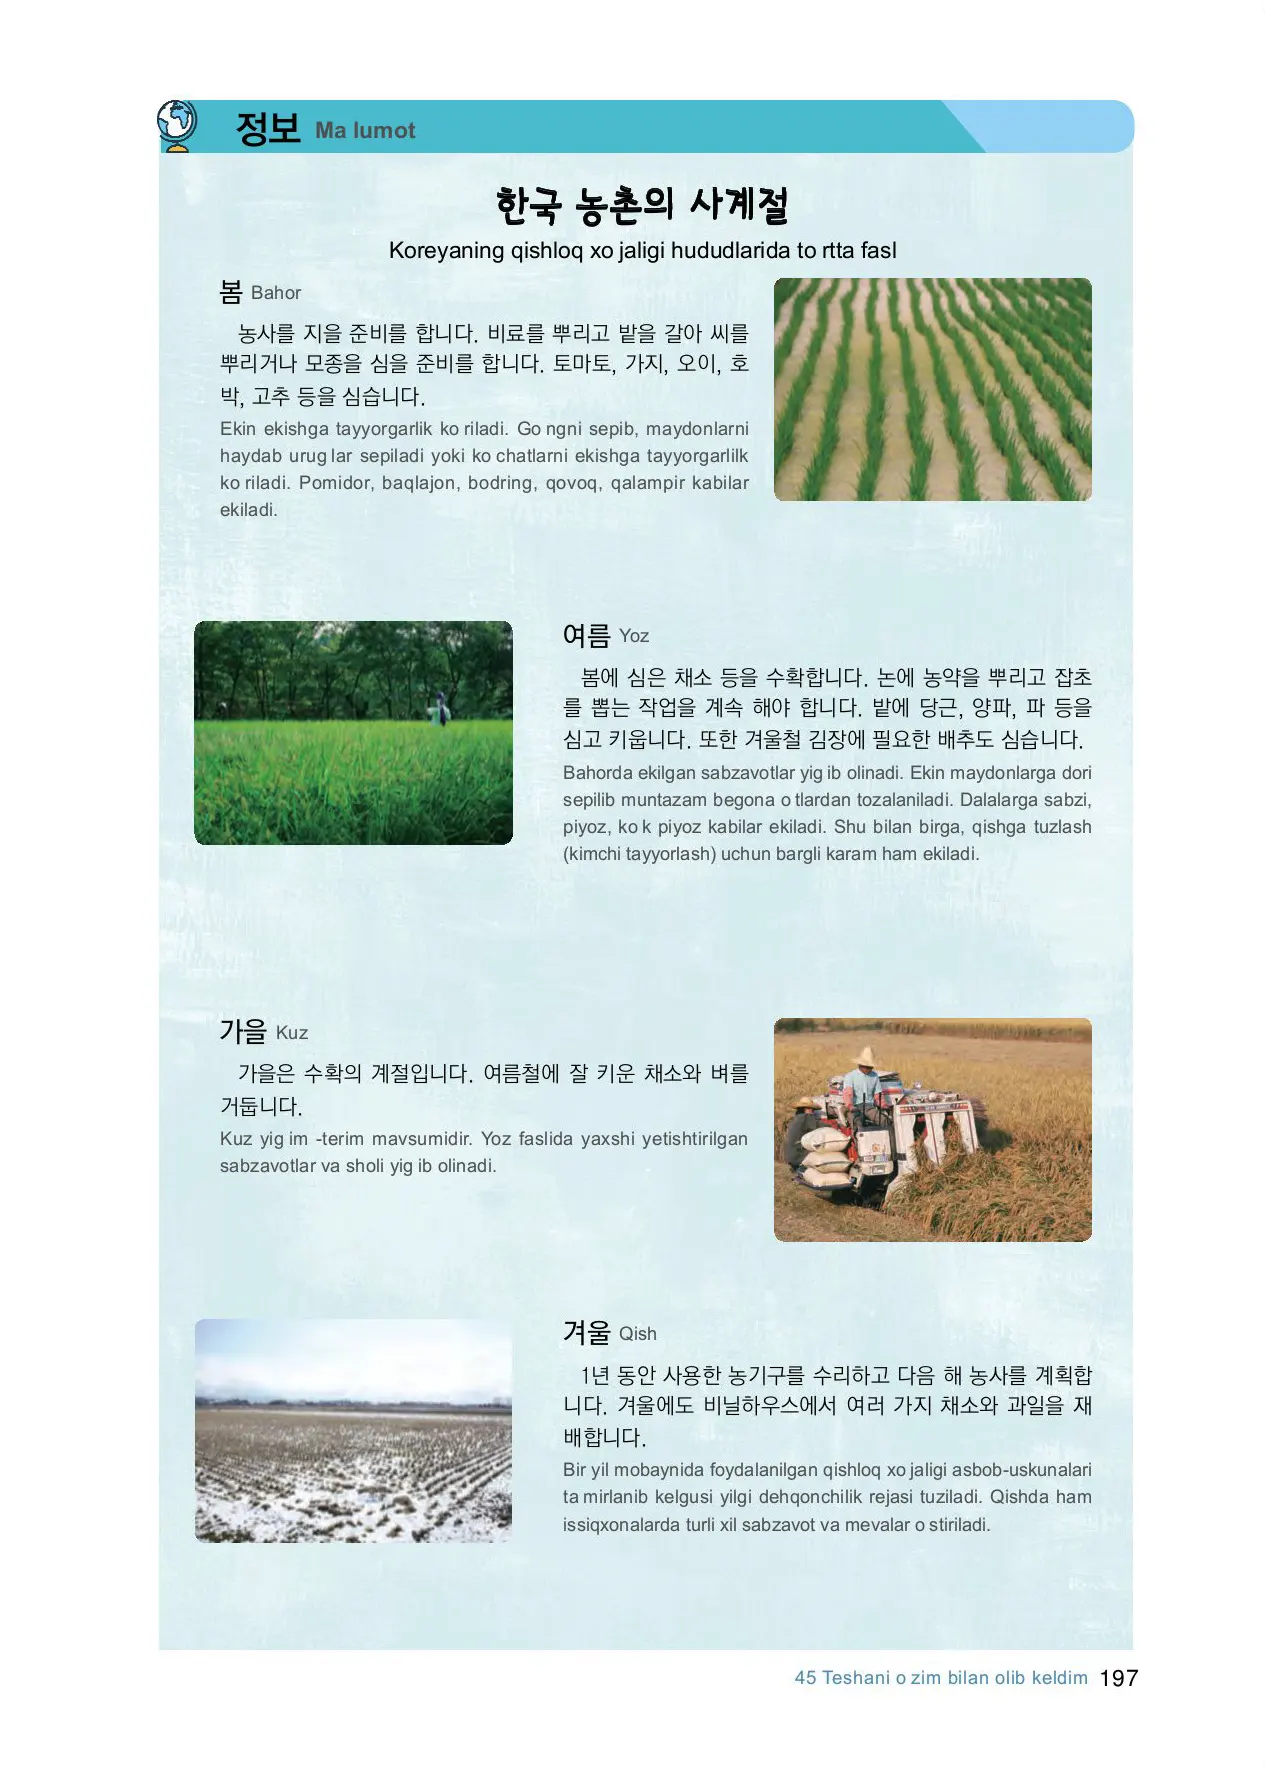 정보 Ma lumot
한국 농촌의 사계절
Koreyaning qishloq xo jaligi hududlarida to rtta fasl
봄 Bahor
농사를 지을 준비를 합니다. 비료를 뿌리고 밭을 갈아 씨를
뿌리거나 모종을 심을 준비를 합니다. 토마토, 가지, 오이, 호
박, 고추 등을 심습니다.
Ekin ekishga tayyorgarlik ko riladi. Go ngni sepib, maydonlarni
haydab urug lar sepiladi yoki ko chatlarni ekishga tayyorgarlilk
ko riladi. Pomidor, baqlajon, bodring, qovoq, qalampir kabilar
ekiladi.
여름 Yoz
봄에 심은 채소 등을 수확합니다. 논에 농약을 뿌리고 잡초
를 뽑는 작업을 계속 해야 합니다. 밭에 당근, 양파, 파 등을
심고 키웁니다. 또한 겨울철 김장에 필요한 배추도 심습니다.
Bahorda ekilgan sabzavotlar yig ib olinadi. Ekin maydonlarga dori
sepilib muntazam begona o tlardan tozalaniladi. Dalalarga sabzi,
piyoz, ko k piyoz kabilar ekiladi. Shu bilan birga, qishga tuzlash
(kimchi tayyorlash) uchun bargli karam ham ekiladi.
가을 Kuz
가을은 수확의 계절입니다. 여름철에 잘 키운 채소와 벼를
거둡니다.
Kuz yig im -terim mavsumidir. Yoz faslida yaxshi yetishtirilgan
sabzavotlar va sholi yig ib olinadi.
겨울 Qish
1년 동안 사용한 농기구를 수리하고 다음 해 농사를 계획합
니다. 겨울에도 비닐하우스에서 여러 가지 채소와 과일을 재
배합니다.
Bir yil mobaynida foydalanilgan qishloq xo jaligi asbob-uskunalari
ta mirlanib kelgusi yilgi dehqonchilik rejasi tuziladi. Qishda ham
issiqxonalarda turli xil sabzavot va mevalar o stiriladi.
45 Teshani o zim bilan olib keldim 197